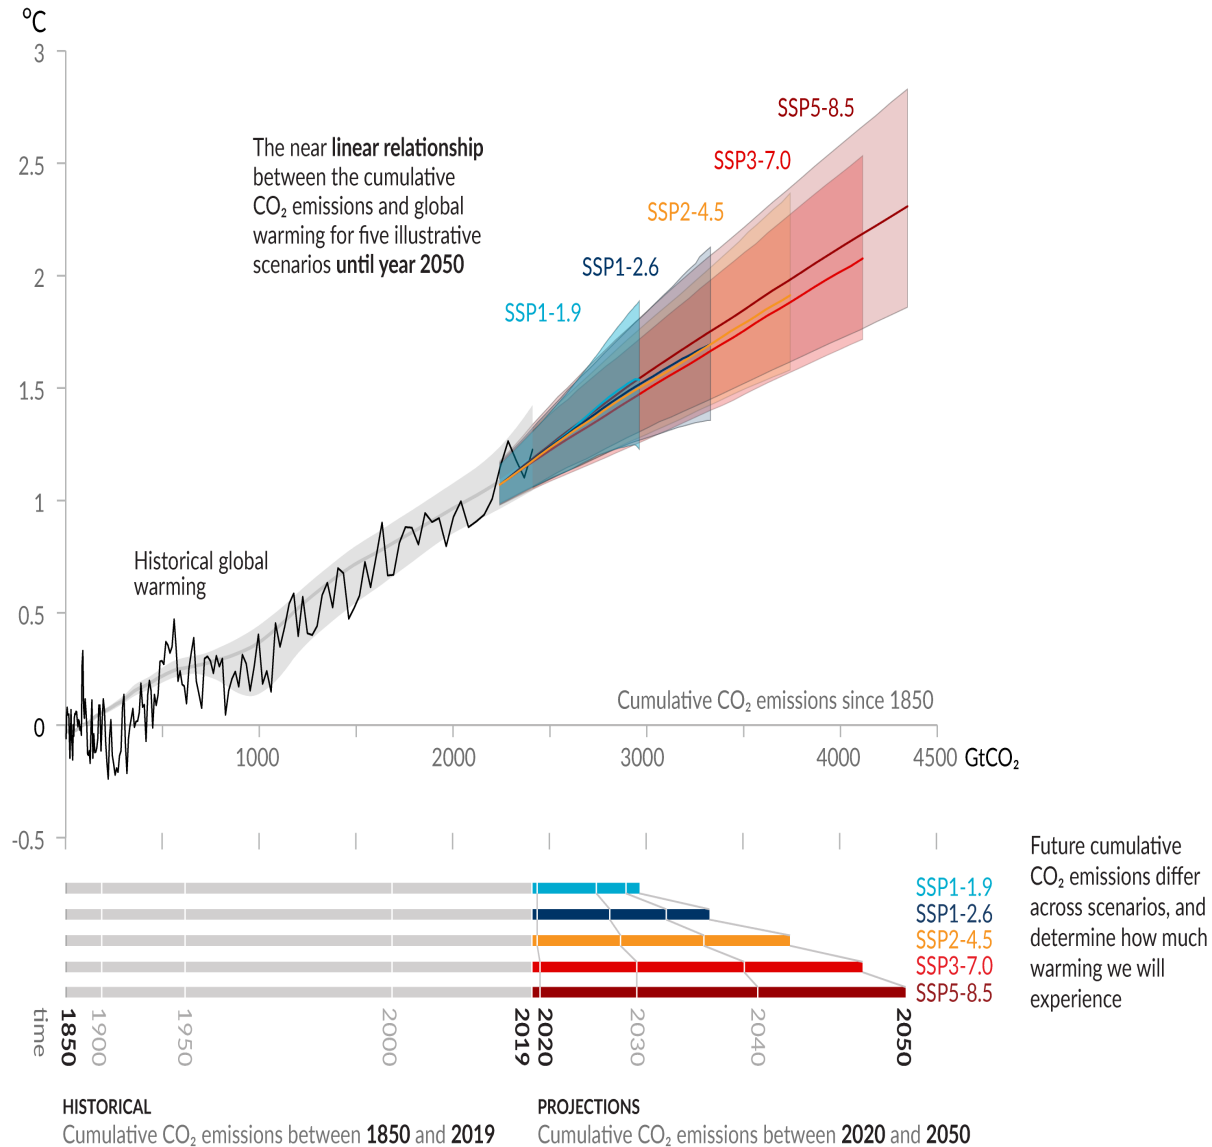 °C
3
SSP5-8.5
The near linear relationship
between the cumulative
CO₂ emissions and global
warming for five illustrative
scenarios until year 2050
SSP3-7.0
2.5
SSP2-4.5
SSP1-2.6
2
SSP1-1.9
1.5
1
Historical global
warming
0.5
Cumulative CO₂ emissions since 1850
0
1000
2000
3000
4000
4500 GtCO₂
-0.5
Future cumulative
CO₂ emissions differ
across scenarios, and
determine how much
warming we will
experience
SSP1-1.9
SSP1-2.6
SSP2-4.5
SSP3-7.0
SSP5-8.5
time
1850
1900
1950
2000
2019
2020
2030
2040
2050
HISTORICAL
Cumulative CO₂ emissions between 1850 and 2019
PROJECTIONS
Cumulative CO₂ emissions between 2020 and 2050